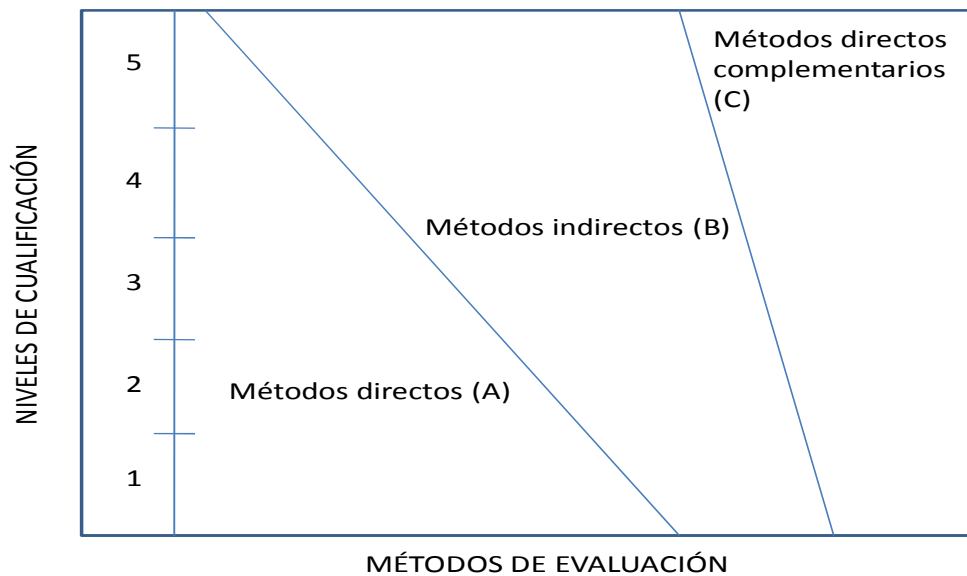 NIVELES DE CUALIFICACIÓN
5
4
3
2
1
Métodos directos
complementarios
(C)
Métodos indirectos (B)
Métodos directos (A)
MÉTODOS DE EVALUACIÓN